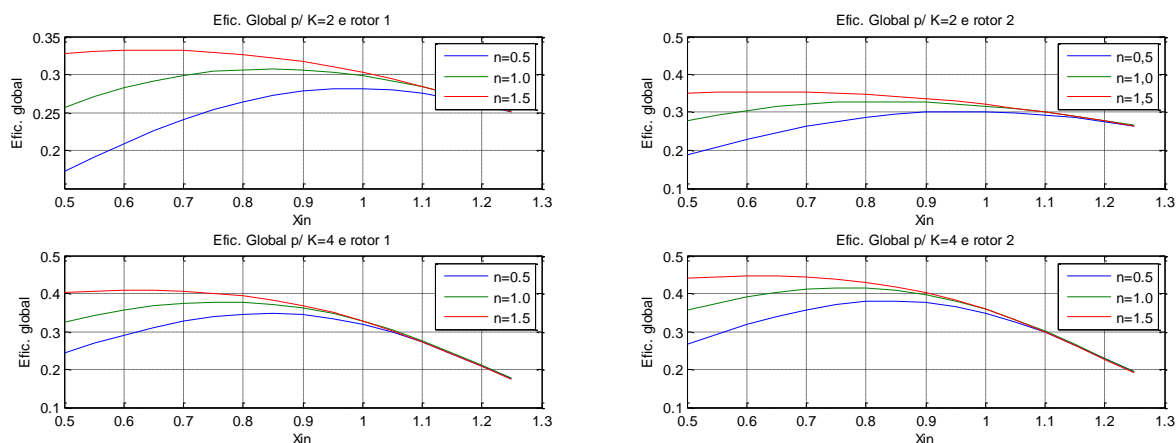 Efic. Global p/ K=2 e rotor 1
Efic. global
0.35
0.3
0.25
0.2
0.5 0.6 0.7 0.8 0.9 1 1.1 1.2 1.3
Xin
n=0.5
n=1.0
n=1.5
Efic. Global p/ K=2 e rotor 2
Efic. global
0.5
0.4
0.3
0.2
0.1
0.5 0.6 0.7 0.8 0.9 1 1.1 1.2 1.3
Xin
n=0,5
n=1,0
n=1,5
Efic. Global p/ K=4 e rotor 1
Efic. global
0.5
0.4
0.3
0.2
0.1
0.5 0.6 0.7 0.8 0.9 1 1.1 1.2 1.3
Xin
n=0.5
n=1.0
n=1.5
Efic. Global p/ K=4 e rotor 2
Efic. global
0.5
0.4
0.3
0.2
0.1
0.5 0.6 0.7 0.8 0.9 1 1.1 1.2 1.3
Xin
n=0.5
n=1.0
n=1.5